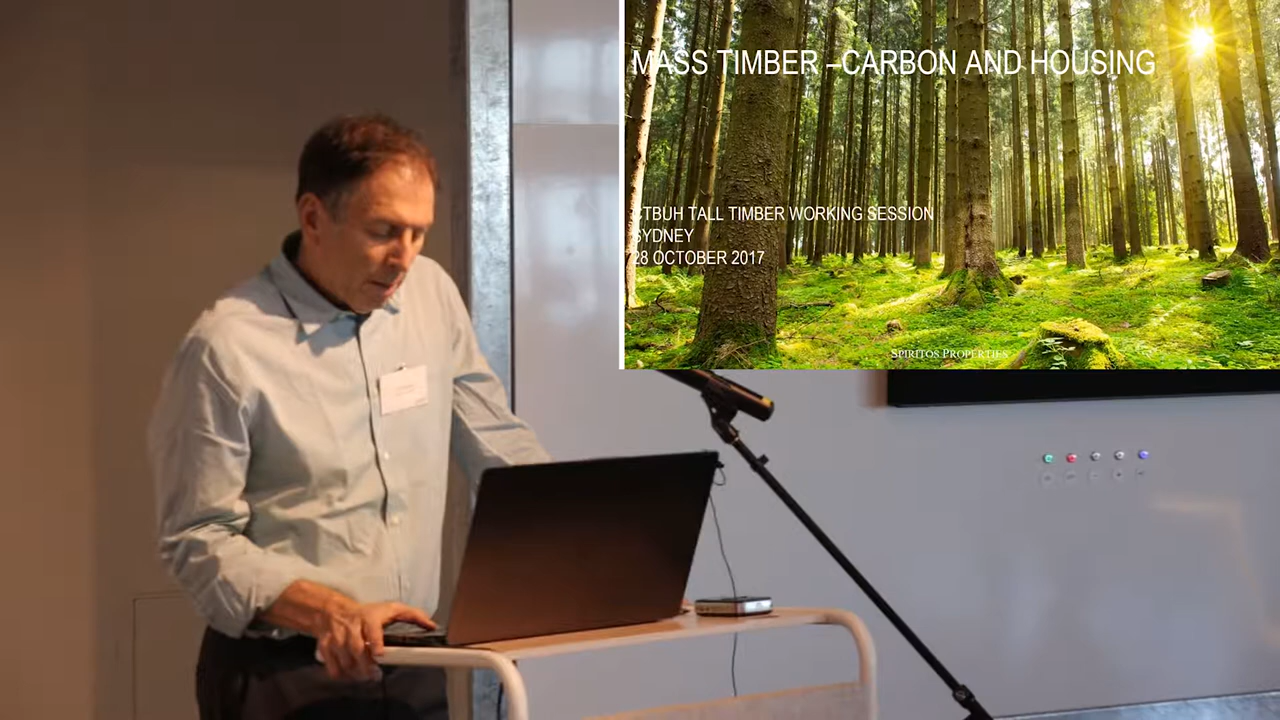 MASS TIMBER –CARBON AND HOUSING
CTBUH TALL TIMBER WORKING SESSION
SYDNEY
28 OCTOBER 2017
SPIRITOS PROPERTIES